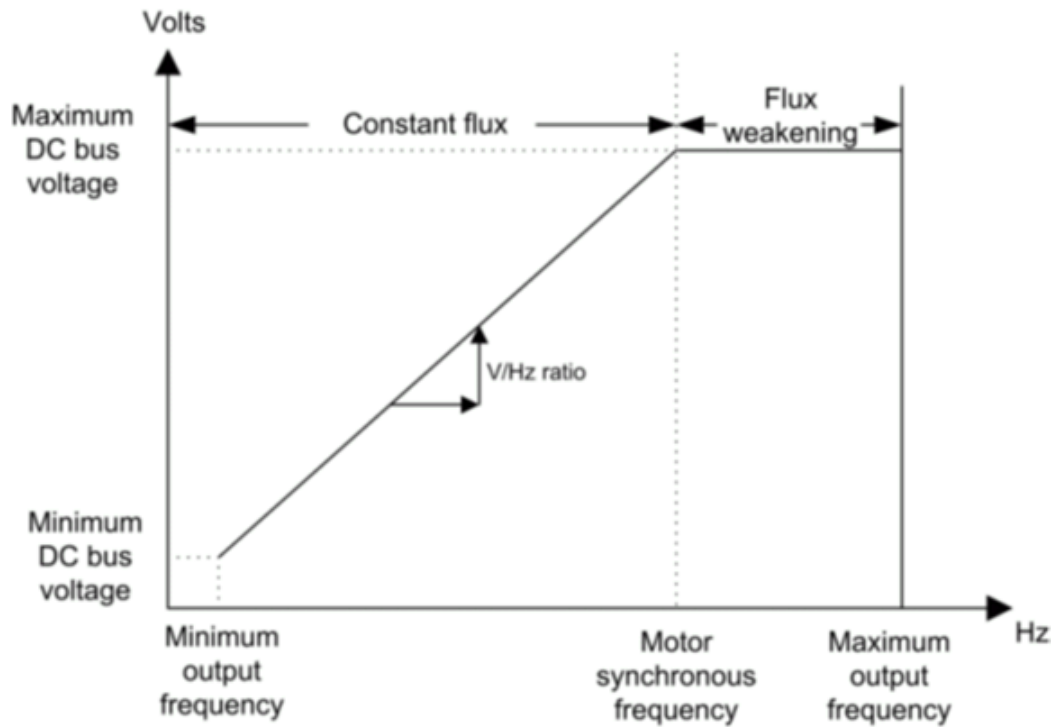 Volts
Maximum
DC bus
voltage
Constant flux
Flux
weakening
V/Hz ratio
Minimum
DC bus
voltage
Hz
Minimum
output
frequency
Motor
synchronous
frequency
Maximum
output
frequency